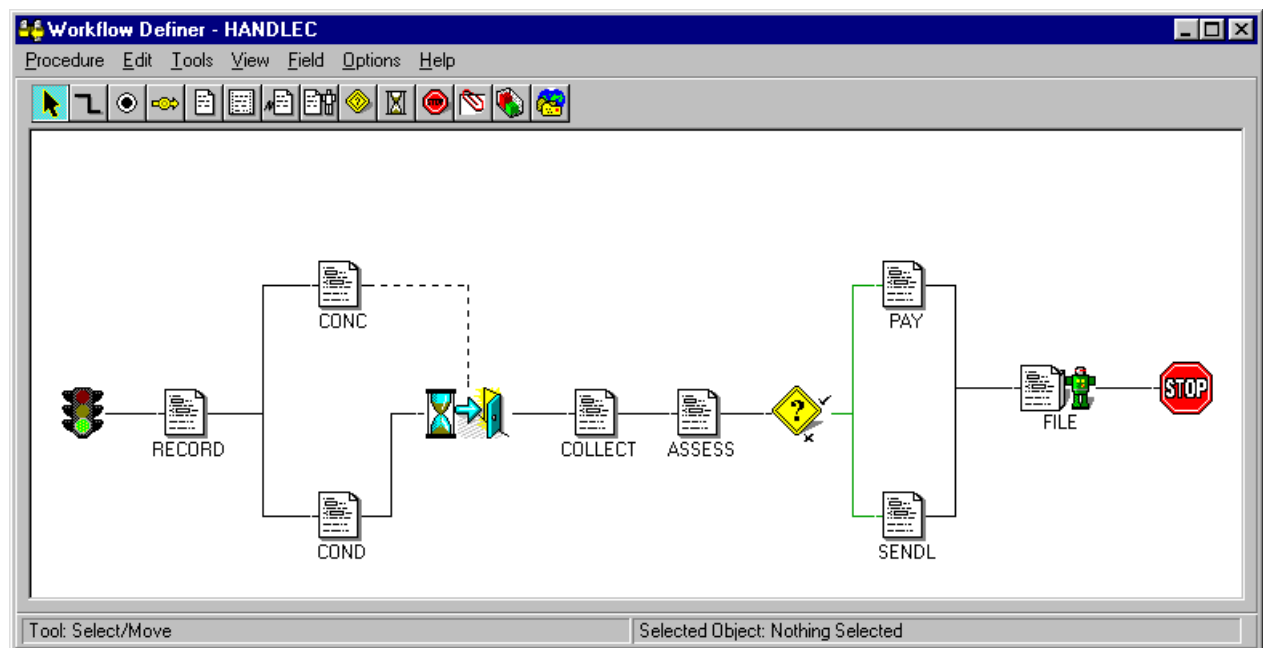 Workflow Definer - HANDLEC
Procedure Edit Tools View Field Options Help
STOP
CONC
PAY
?
STOP
RECORD
COLLECT
ASSESS
FILE
COND
SENDL
Tool: Select/Move
Selected Object: Nothing Selected